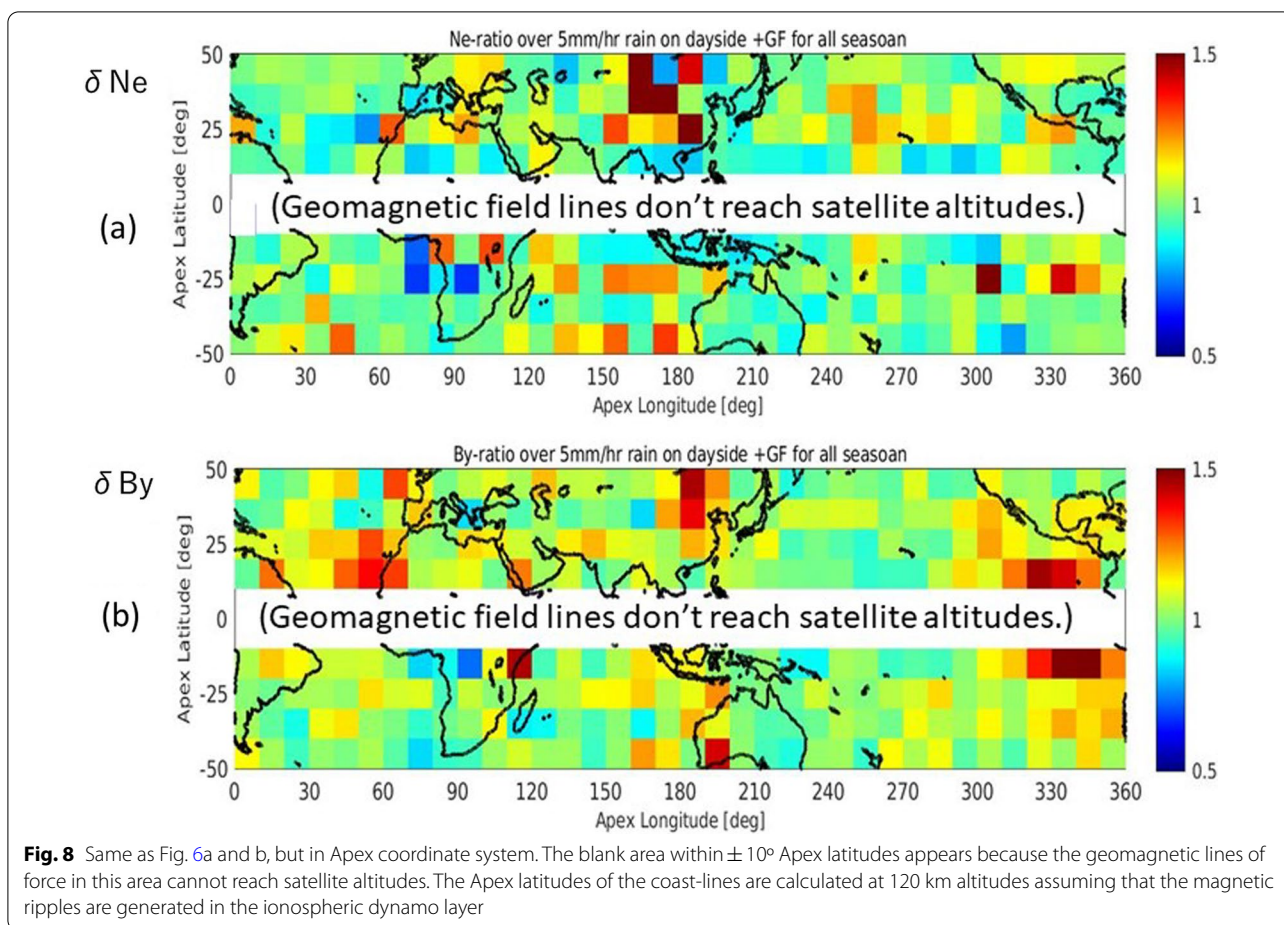 Ne-ratio over 5mm/hr rain on dayside +GF for all seasoan
δ Ne
(a)
Apex Latitude [deg]
50
25
0
-25
-50
(Geomagnetic field lines don't reach satellite altitudes.)
0 30 60 90 120 150 180 210 240 270 300 330 360
Apex Longitude [deg]
1.5
1
0.5
By-ratio over 5mm/hr rain on dayside +GF for all seasoan
δ By
(b)
Apex Latitude [deg]
50
25
0
-25
-50
(Geomagnetic field lines don't reach satellite altitudes.)
0 30 60 90 120 150 180 210 240 270 300 330 360
Apex Longitude [deg]
1.5
1
0.5
Fig. 8 Same as Fig. 6a and b, but in Apex coordinate system. The blank area within ± 10º Apex latitudes appears because the geomagnetic lines of
force in this area cannot reach satellite altitudes. The Apex latitudes of the coast-lines are calculated at 120 km altitudes assuming that the magnetic
ripples are generated in the ionospheric dynamo layer